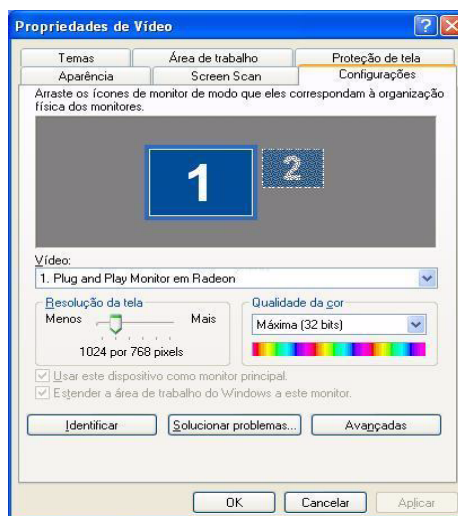 Propriedades de Vídeo
Temas
Área de trabalho
Proteção de tela
Aparência
Screen Scan
Configurações
Arraste os ícones de monitor de modo que eles correspondam à organização
física dos monitores.
1
2
Vídeo:
1. Plug and Play Monitor em Radeon
Resolução da tela
Menos
Mais
1024 por 768 pixels
Qualidade da cor
Máxima (32 bits)
Usar este dispositivo como monitor principal.
Estender a área de trabalho do Windows a este monitor.
Identificar
Solucionar problemas...
Avançadas
OK
Cancelar
Aplicar